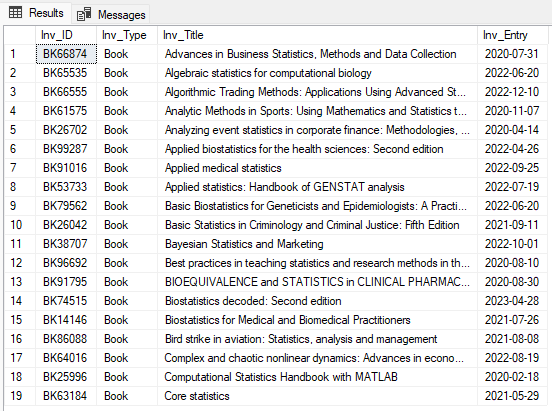 Results Messages
Inv_ID Inv_Type Inv_Title Inv_Entry
1 BK66874 Book Advances in Business Statistics, Methods and Data Collection 2020-07-31
2 BK65535 Book Algebraic statistics for computational biology 2022-06-20
3 BK66555 Book Algorithmic Trading Methods: Applications Using Advanced St... 2022-12-10
4 BK61575 Book Analytic Methods in Sports: Using Mathematics and Statistics t... 2020-11-07
5 BK26702 Book Analyzing event statistics in corporate finance: Methodologies, ... 2020-04-14
6 BK99287 Book Applied biostatistics for the health sciences: Second edition 2022-04-26
7 BK91016 Book Applied medical statistics 2022-09-25
8 BK53733 Book Applied statistics: Handbook of GENSTAT analysis 2022-07-19
9 BK79562 Book Basic Biostatistics for Geneticists and Epidemiologists: A Practi... 2022-06-20
10 BK26042 Book Basic Statistics in Criminology and Criminal Justice: Fifth Edition 2021-09-11
11 BK38707 Book Bayesian Statistics and Marketing 2022-10-01
12 BK96692 Book Best practices in teaching statistics and research methods in th... 2020-08-10
13 BK91795 Book BIOEQUIVALENCE and STATISTICS in CLINICAL PHARMAC... 2020-08-30
14 BK74515 Book Biostatistics decoded: Second edition 2023-04-28
15 BK14146 Book Biostatistics for Medical and Biomedical Practitioners 2021-07-26
16 BK86088 Book Bird strike in aviation: Statistics, analysis and management 2021-08-08
17 BK64016 Book Complex and chaotic nonlinear dynamics: Advances in econo... 2022-08-19
18 BK25996 Book Computational Statistics Handbook with MATLAB 2020-02-18
19 BK63184 Book Core statistics 2021-05-29